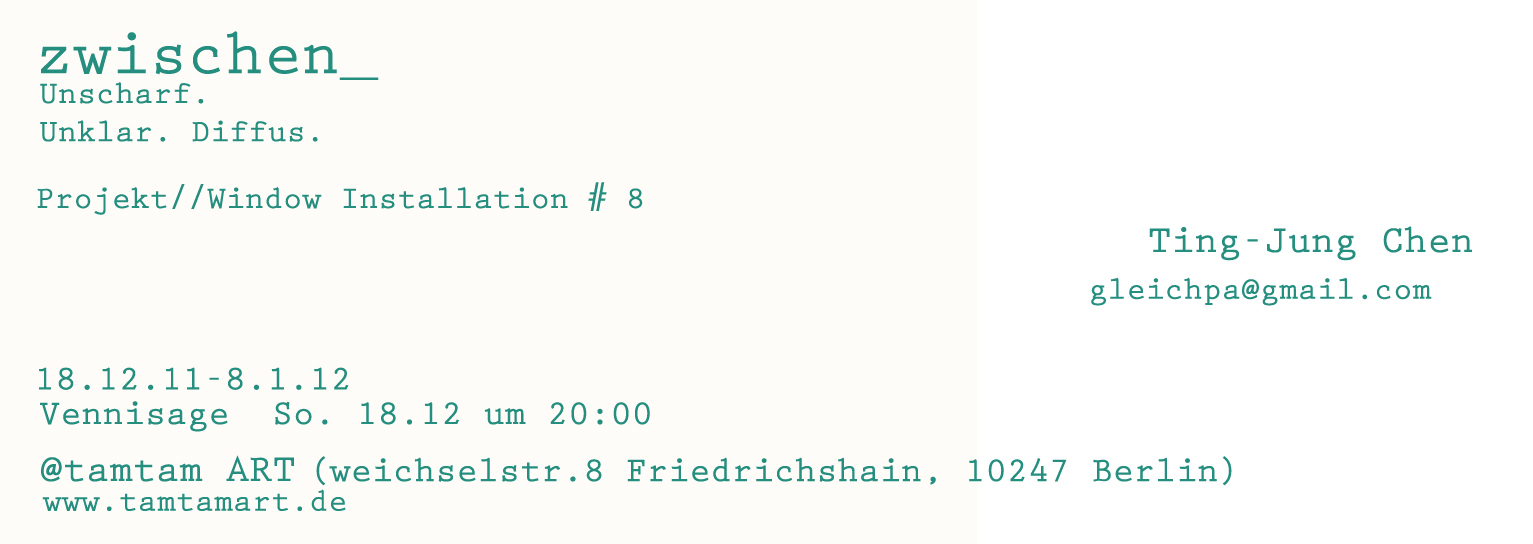 zwischen_
Unscharf.
Unklar. Diffus.
Projekt//Window Installation # 8
Ting-Jung Chen
gleichpa@gmail.com
18.12.11-8.1.12
Vennisage So. 18.12 um 20:00
@tamtam ART (weichselstr.8 Friedrichshain, 10247 Berlin)
www.tamtamart.de